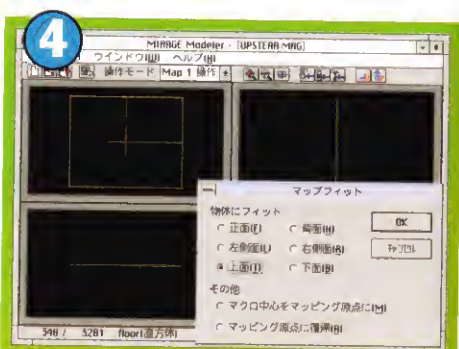 4
MIRAGE Modeler - [UPSTEAR.MAG]
ウインドウ(W) ヘルプ(H)
操作モード Map 1 操作
マップフィット
物体にフィット
正面(F) 背面(H)
OK
左側面(L) 右側面(R)
キャンセル
上面(T) 下面(B)
その他
マクロ中心をマッピング原点に(M)
マッピング原点に復帰(A)
348 / 3281 floor(直方体)